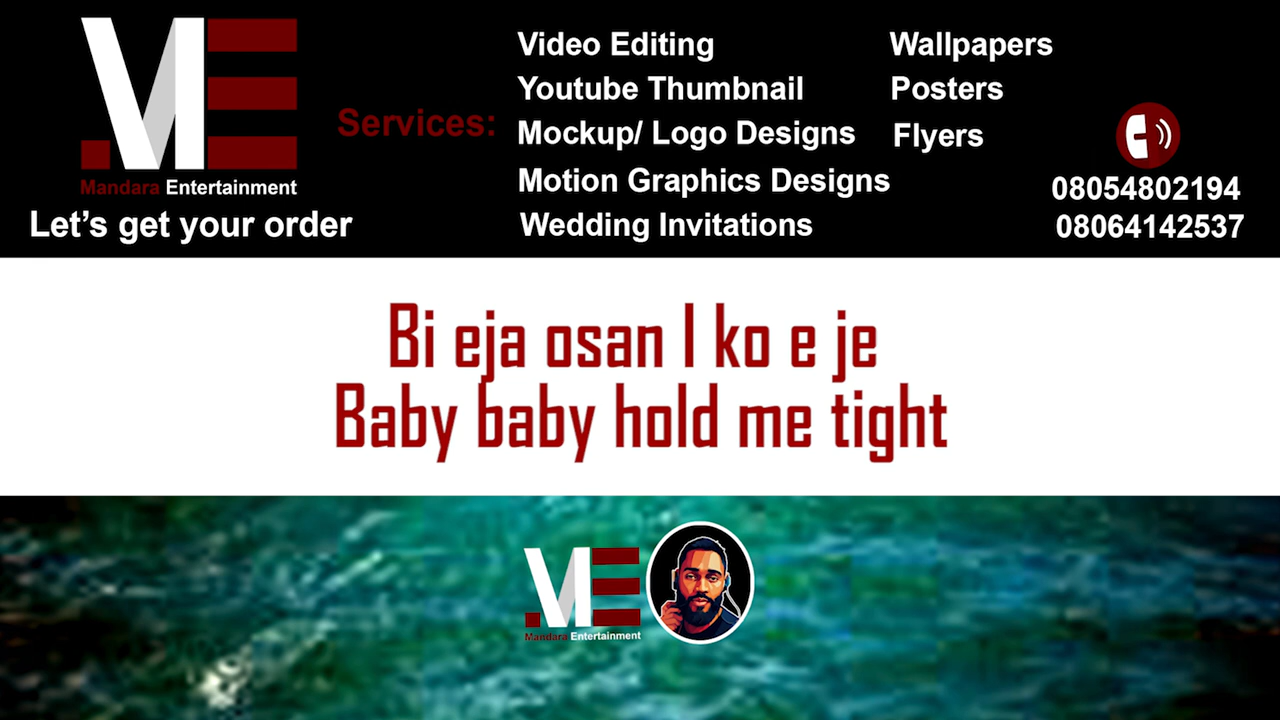 Mandara Entertainment
Let's get your order
Services:
Video Editing
Youtube Thumbnail
Mockup/ Logo Designs
Motion Graphics Designs
Wedding Invitations
Wallpapers
Posters
Flyers
08054802194
08064142537
Bi eja osan I ko e je
Baby baby hold me tight
Mandara Entertainment